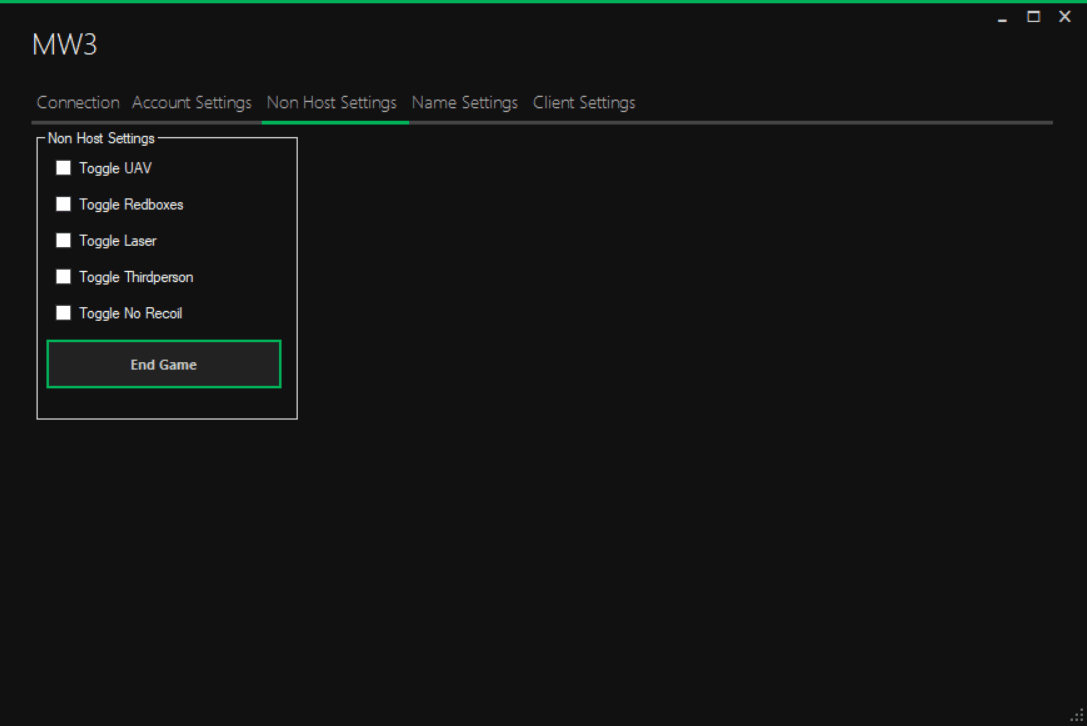 MW3
Connection Account Settings Non Host Settings Name Settings Client Settings
Non Host Settings
Toggle UAV
Toggle Redboxes
Toggle Laser
Toggle Thirdperson
Toggle No Recoil
End Game